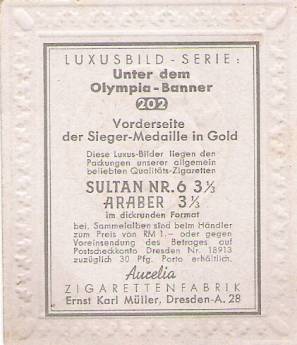 LUXUSBILD - SERIE:
Unter dem
Olympia-Banner
202
Vorderseite
der Sieger-Medaille in Gold
Diese Luxus-Bilder liegen den
Packungen unserer allgemein
beliebten Qualitäts-Zigaretten
SULTAN NR. 6 3⅓
ARABER 3⅓
im dickrunden Format
bei. Sammelalben sind beim Händler
zum Preis von RM 1.– oder gegen
Voreinsendung des Betrages auf
Postscheckkonto Dresden Nr. 18913
zuzüglich 30 Pfg. Porto erhältlich.
Aurelia
ZIGARETTENFABRIK
Ernst Karl Müller, Dresden-A. 28